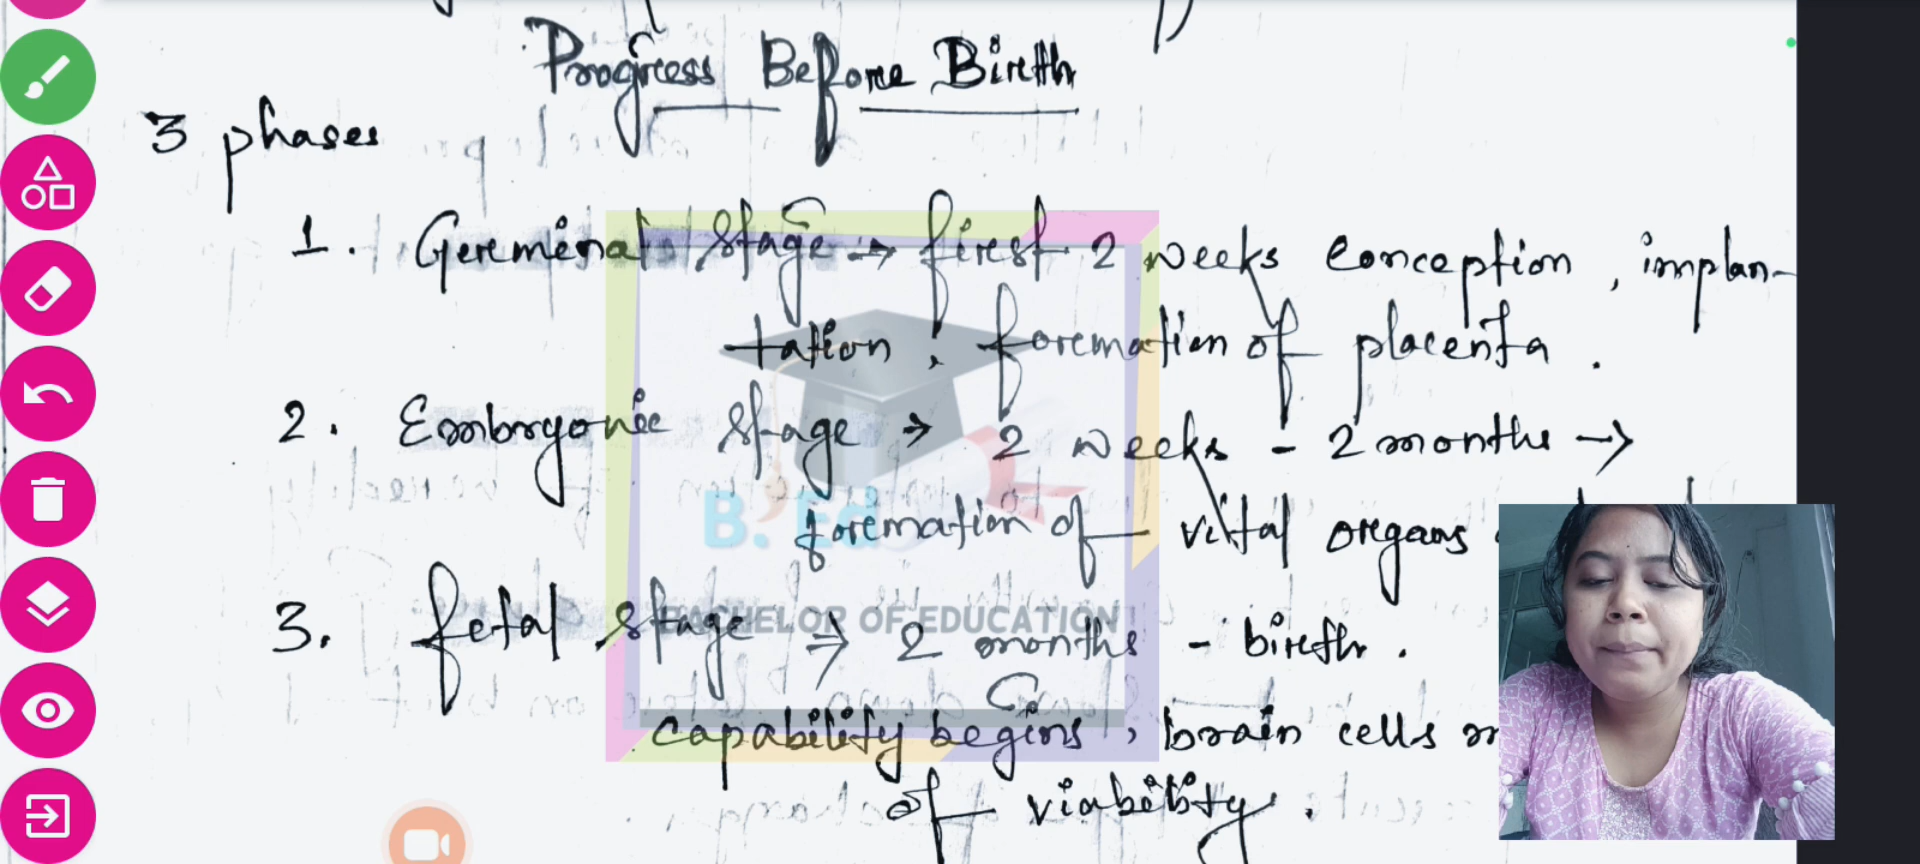 Progress Before Birth
3 phases
1. Germinal stage → first 2 weeks conception, implan-
tation, formation of placenta.
2. Embryonic stage → 2 weeks - 2 months →
formation of vital organs
3. fetal stage → 2 months - birth.
capability begins, brain cells
of viability.
B.Ed
BACHELOR OF EDUCATION